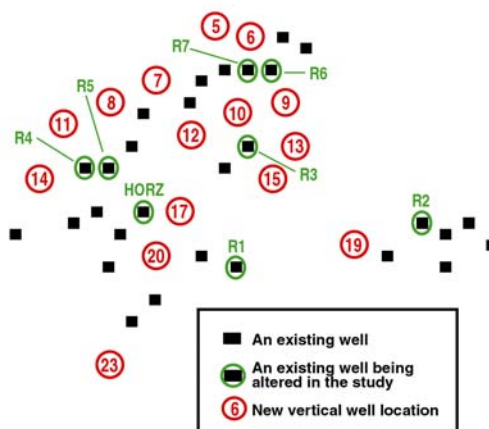 5
6
R7
R6
7
R5
8
9
10
11
12
R4
13
14
15
R3
HORZ
17
R2
R1
19
20
23
An existing well
An existing well being
altered in the study
6 New vertical well location